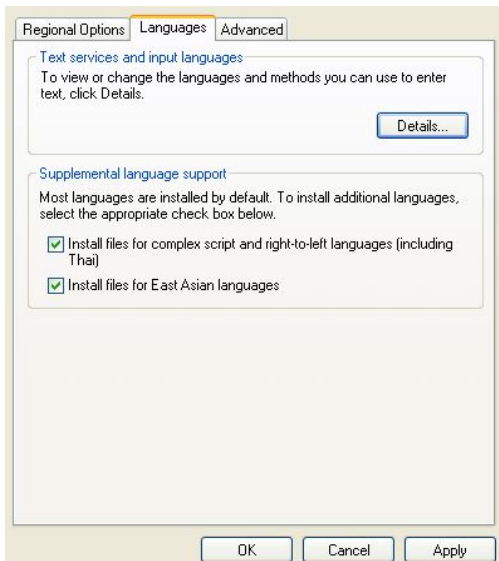 Regional Options Languages Advanced
Text services and input languages
To view or change the languages and methods you can use to enter
text, click Details.
Details...
Supplemental language support
Most languages are installed by default. To install additional languages,
select the appropriate check box below.
Install files for complex script and right-to-left languages (including
Thai)
Install files for East Asian languages
OK Cancel Apply